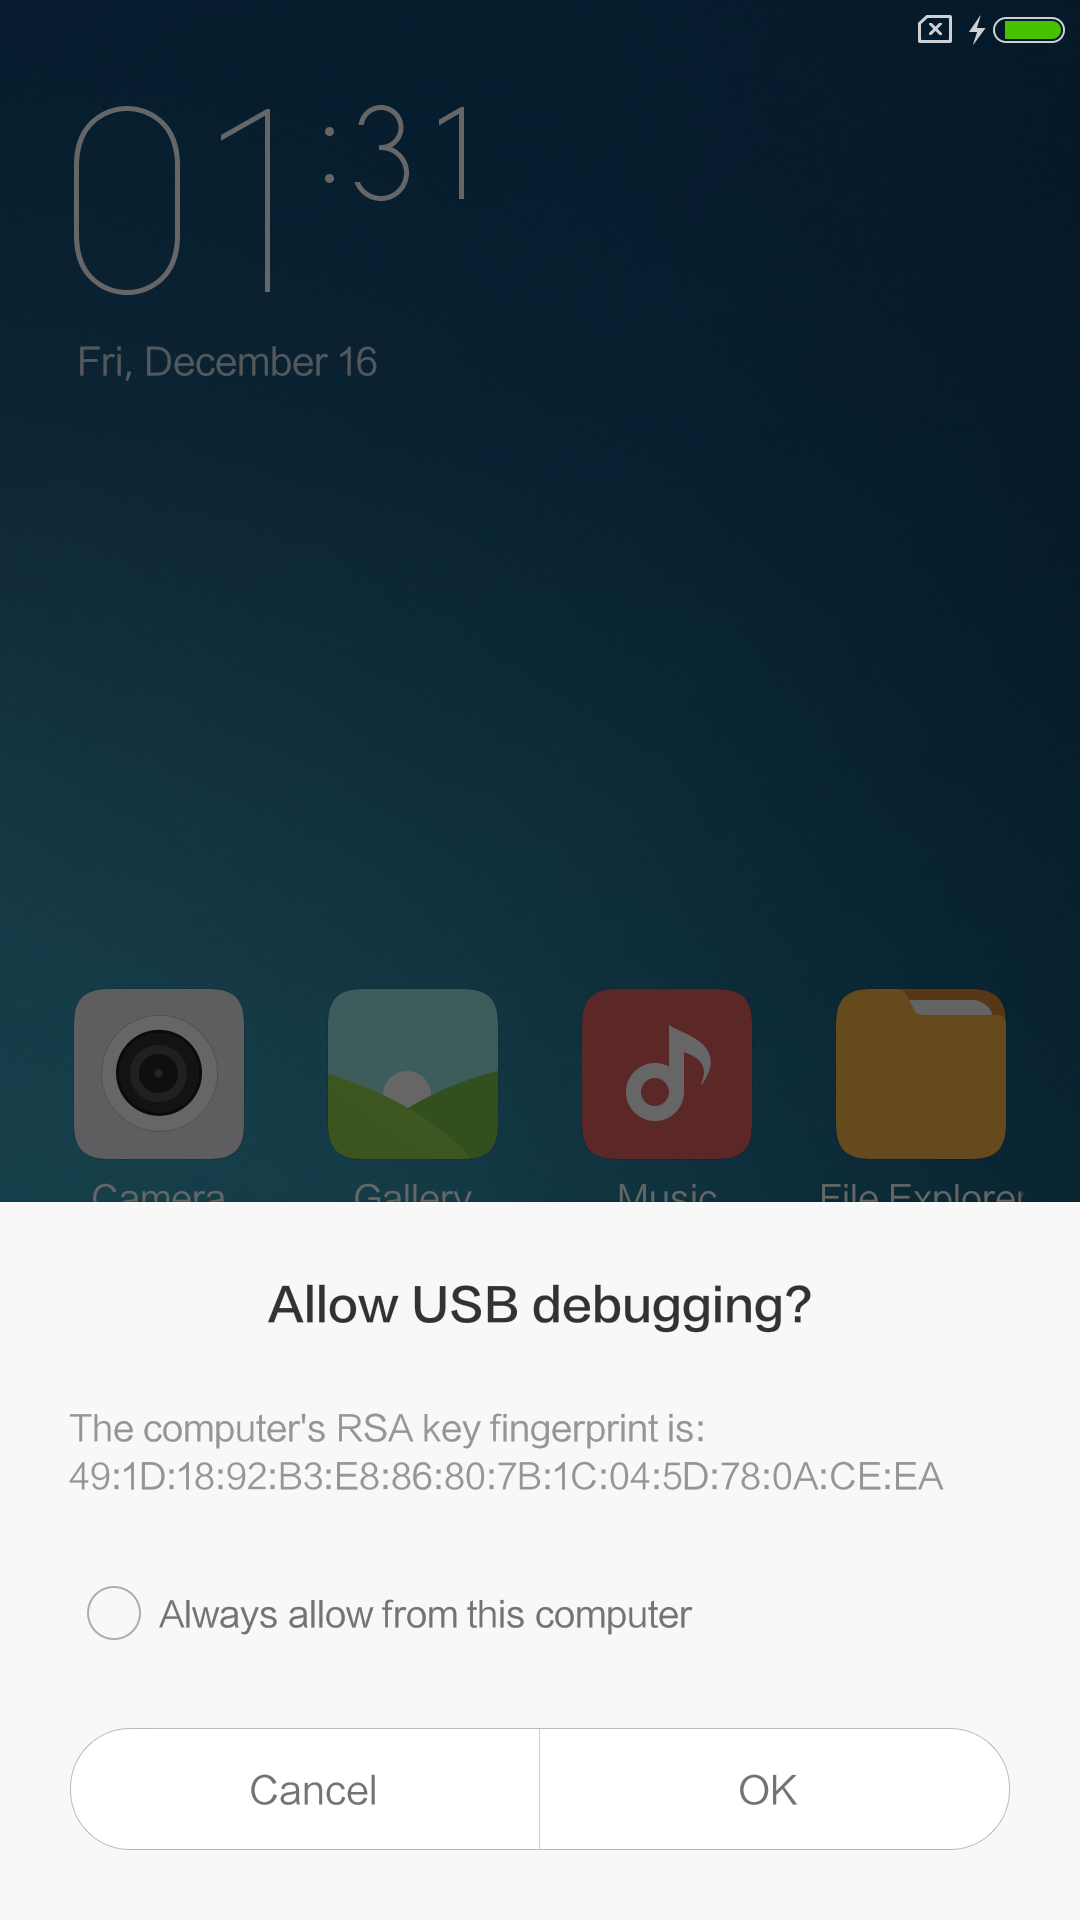 01:31
Fri, December 16
Camera Gallery Music File Explorer
Allow USB debugging?
The computer's RSA key fingerprint is:
49:1D:18:92:B3:E8:86:80:7B:1C:04:5D:78:0A:CE:EA
Always allow from this computer
Cancel OK